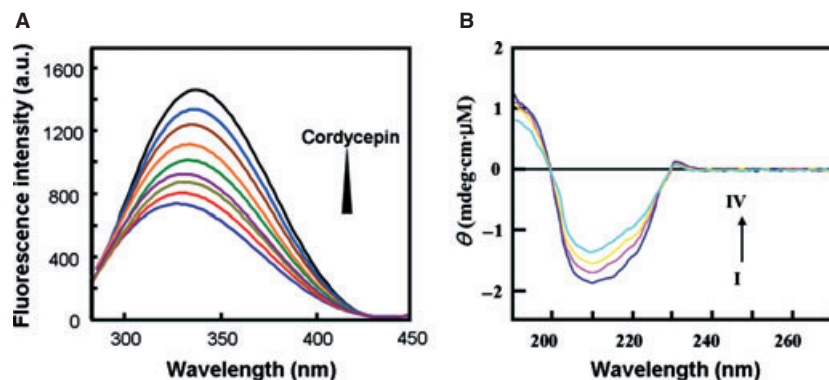 A
Fluorescence intensity (a.u.)
1600
1200
800
400
0
300
350
400
450
Wavelength (nm)
Cordycepin
B
θ (mdeg·cm·μM)
2
1
0
−1
−2
200
220
240
260
Wavelength (nm)
IV
I